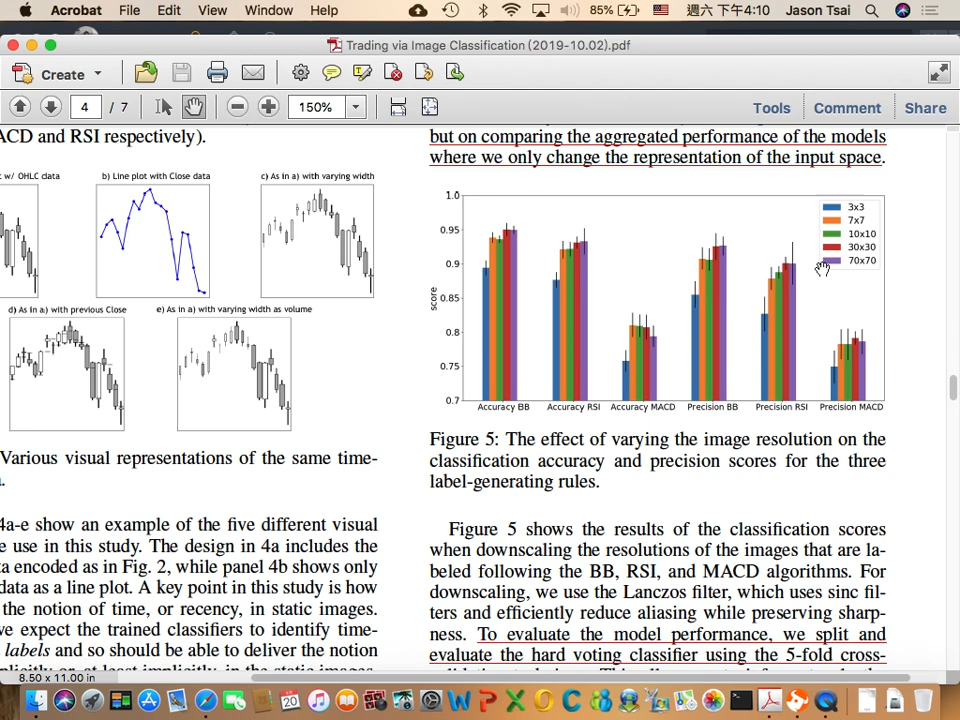 Acrobat File Edit View Window Help 85% 週六 下午4:10 Jason Tsai
Trading via Image Classification (2019-10.02).pdf
Create
4 / 7 150% Tools Comment Share
ACD and RSI respectively).
w/ OHLC data
b) Line plot with Close data
c) As in a) with varying width
d) As in a) with previous Close
e) As in a) with varying width as volume
Various visual representations of the same time-
4a-e show an example of the five different visual
use in this study. The design in 4a includes the
encoded as in Fig. 2, while panel 4b shows only
data as a line plot. A key point in this study is how
the notion of time, or recency, in static images.
ve expect the trained classifiers to identify time-
labels and so should be able to deliver the notion
plicitly or, at least implicitly, in the static images.
but on comparing the aggregated performance of the models
where we only change the representation of the input space.
1.0
0.95
0.9
0.85
0.8
0.75
0.7
score
3x3
7x7
10x10
30x30
70x70
Accuracy BB Accuracy RSI Accuracy MACD Precision BB Precision RSI Precision MACD
Figure 5: The effect of varying the image resolution on the
classification accuracy and precision scores for the three
label-generating rules.
Figure 5 shows the results of the classification scores
when downscaling the resolutions of the images that are la-
beled following the BB, RSI, and MACD algorithms. For
downscaling, we use the Lanczos filter, which uses sinc fil-
ters and efficiently reduce aliasing while preserving sharp-
ness. To evaluate the model performance, we split and
evaluate the hard voting classifier using the 5-fold cross-
8.50 x 11.00 in